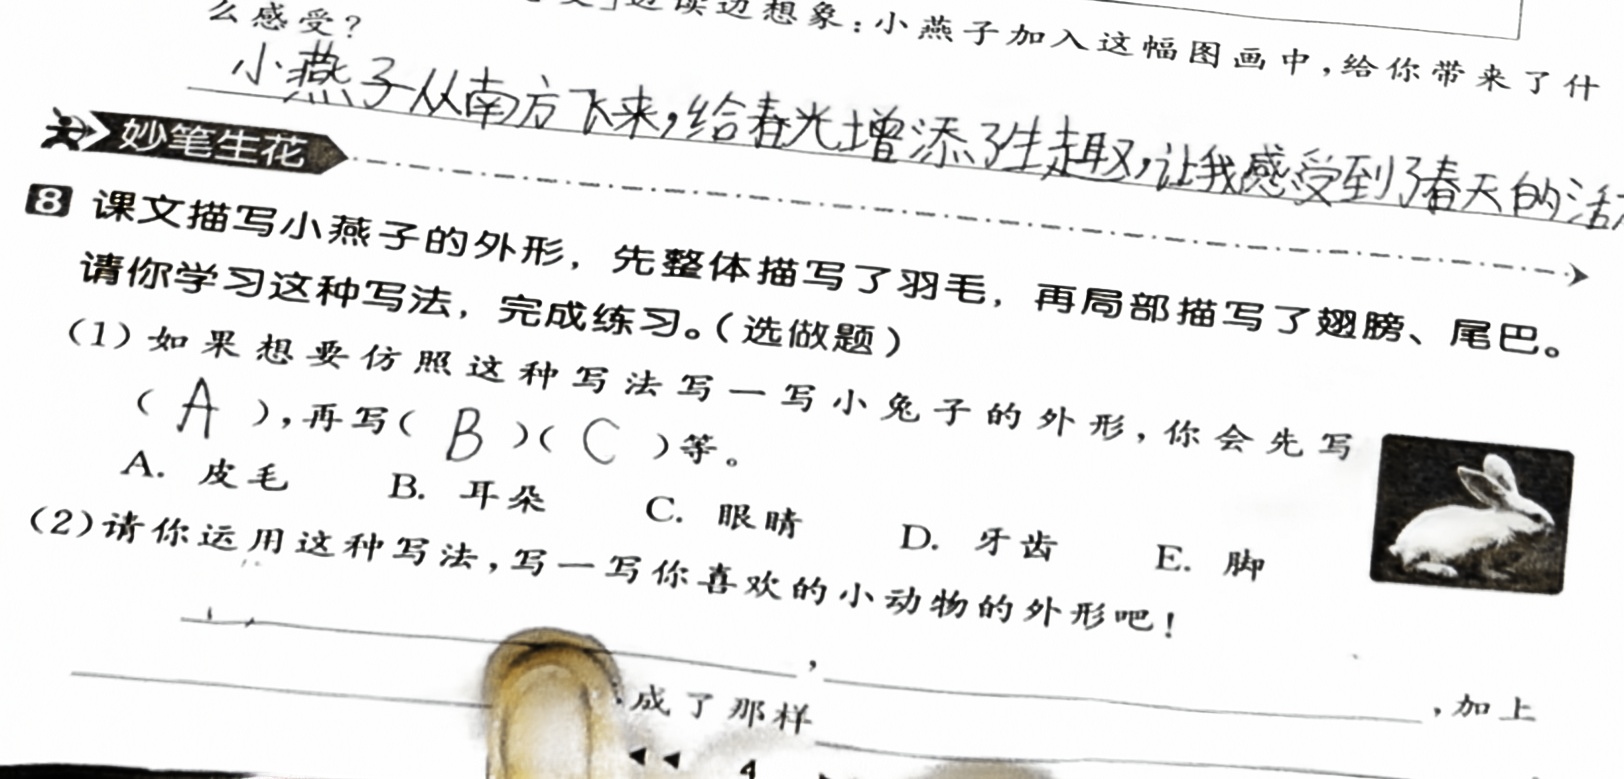 边读边想象：小燕子加入这幅图画中，给你带来了什
么感受？
小燕子从南方飞来，给春光增添了生趣，让我感受到了春天的活
妙笔生花
8 课文描写小燕子的外形，先整体描写了羽毛，再局部描写了翅膀、尾巴。
请你学习这种写法，完成练习。（选做题）
（1）如果想要仿照这种写法写一写小兔子的外形，你会先写
（ A ），再写（ B ）（ C ）等。
A. 皮毛 B. 耳朵 C. 眼睛 D. 牙齿 E. 脚
（2）请你运用这种写法，写一写你喜欢的小动物的外形吧！
，，加上
成了那样
4